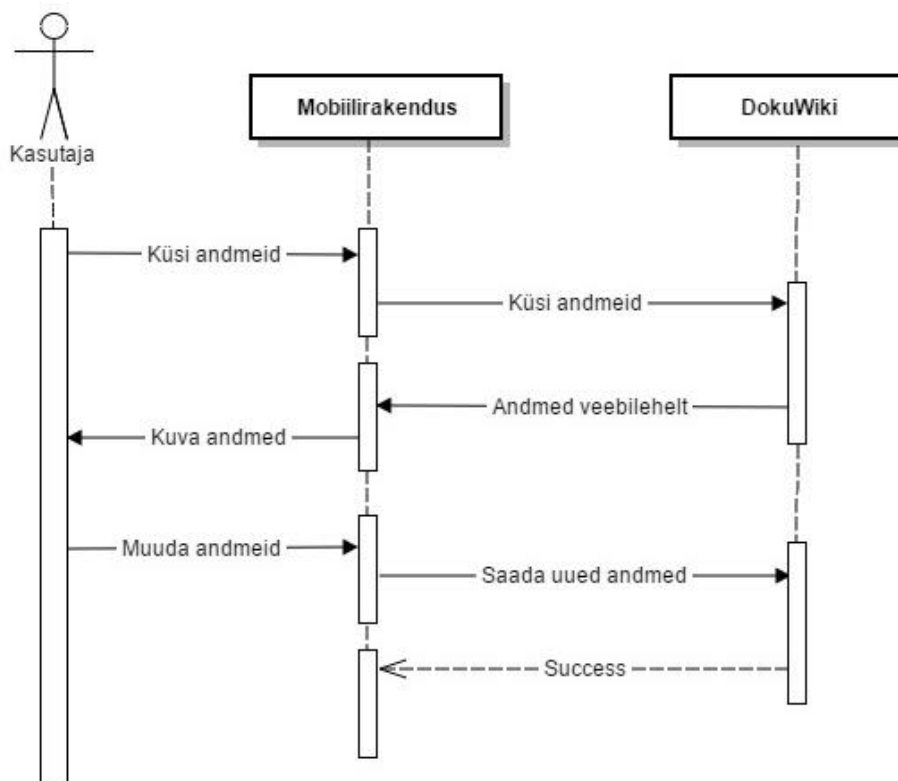 Mobiilirakendus
DokuWiki
Kasutaja
Küsi andmeid
Küsi andmeid
Andmed veebilehelt
Kuva andmed
Muuda andmeid
Saada uued andmed
Success